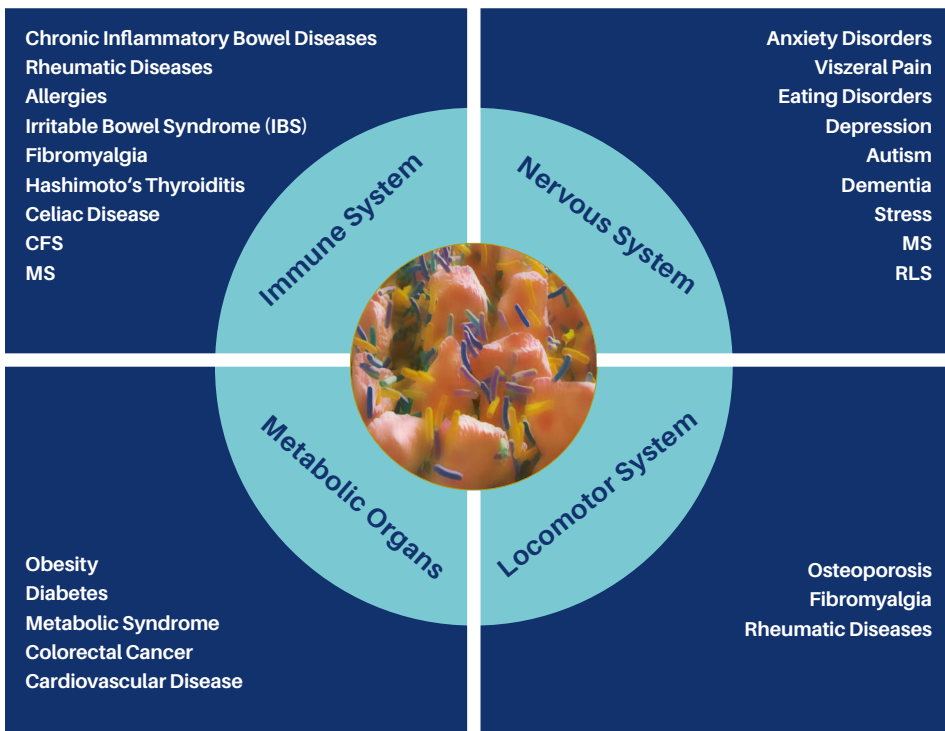 Chronic Inflammatory Bowel Diseases
Rheumatic Diseases
Allergies
Irritable Bowel Syndrome (IBS)
Fibromyalgia
Hashimoto‘s Thyroiditis
Celiac Disease
CFS
MS
Immune System
Anxiety Disorders
Viszeral Pain
Eating Disorders
Depression
Autism
Dementia
Stress
MS
RLS
Nervous System
Metabolic Organs
Obesity
Diabetes
Metabolic Syndrome
Colorectal Cancer
Cardiovascular Disease
Locomotor System
Osteoporosis
Fibromyalgia
Rheumatic Diseases